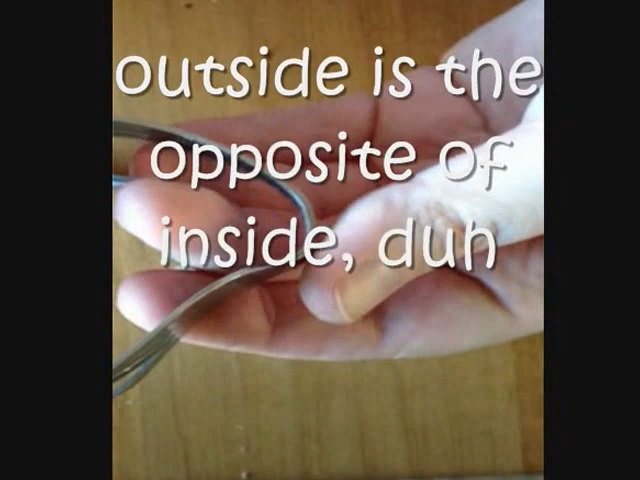 outside is the
opposite of
inside, duh